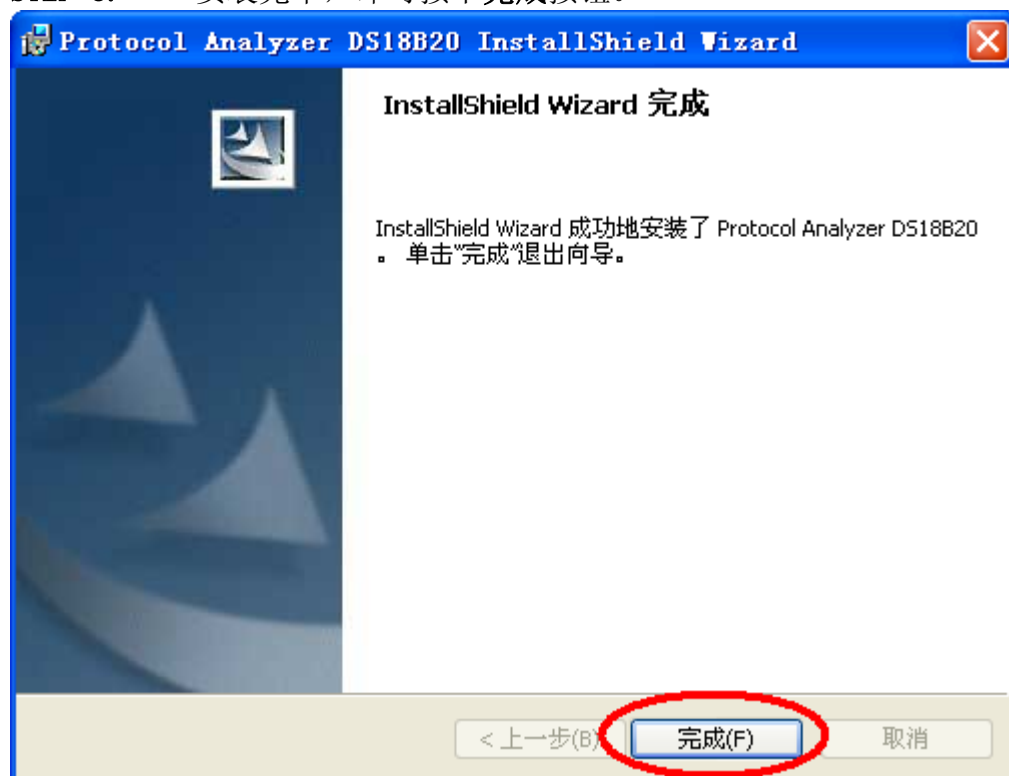 Protocol Analyzer DS18B20 InstallShield Wizard
InstallShield Wizard 完成
InstallShield Wizard 成功地安装了 Protocol Analyzer DS18B20
。 单击"完成"退出向导。
<上一步(B) 完成(F) 取消